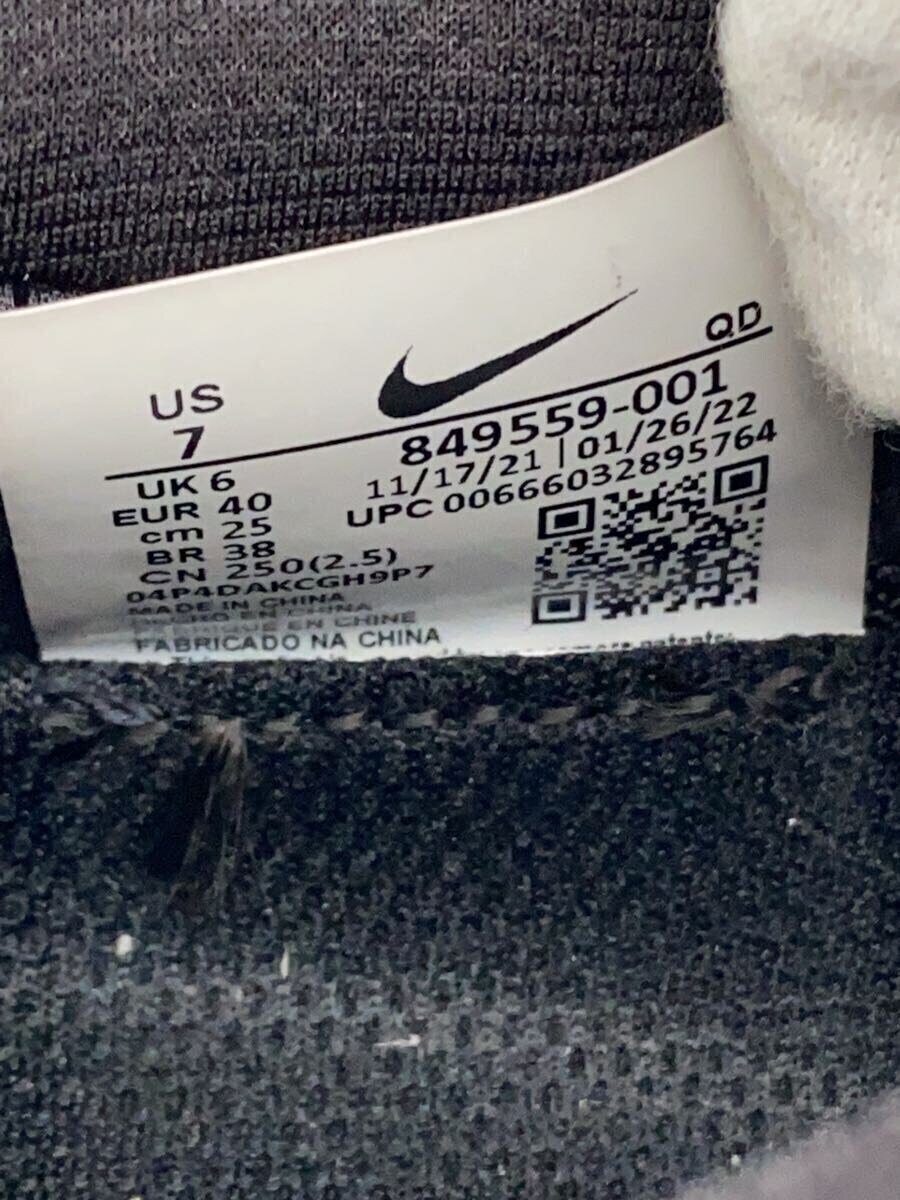 QD
US
7
849559-001
11/17/21 | 01/26/22
UPC 00666032895764
UK 6
EUR 40
cm 25
BR 38
CN 250(2.5)
04P4DAKCGH9P7
MADE IN CHINA
FABRICADO NA CHINA